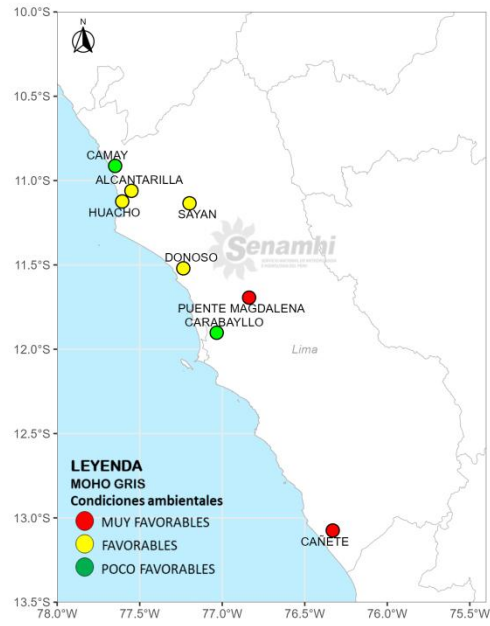 10.0°S
N
10.5°S
CAMAY
11.0°S
ALCANTARILLA
HUACHO
SAYAN
Senamhi
DONOSO
11.5°S
PUENTE MAGDALENA
CARABAYLLO
12.0°S
Lima
12.5°S
LEYENDA
MOHO GRIS
Condiciones ambientales
MUY FAVORABLES
FAVORABLES
POCO FAVORABLES
13.0°S
CAÑETE
13.5°S
78.0°W 77.5°W 77.0°W 76.5°W 76.0°W 75.5°W